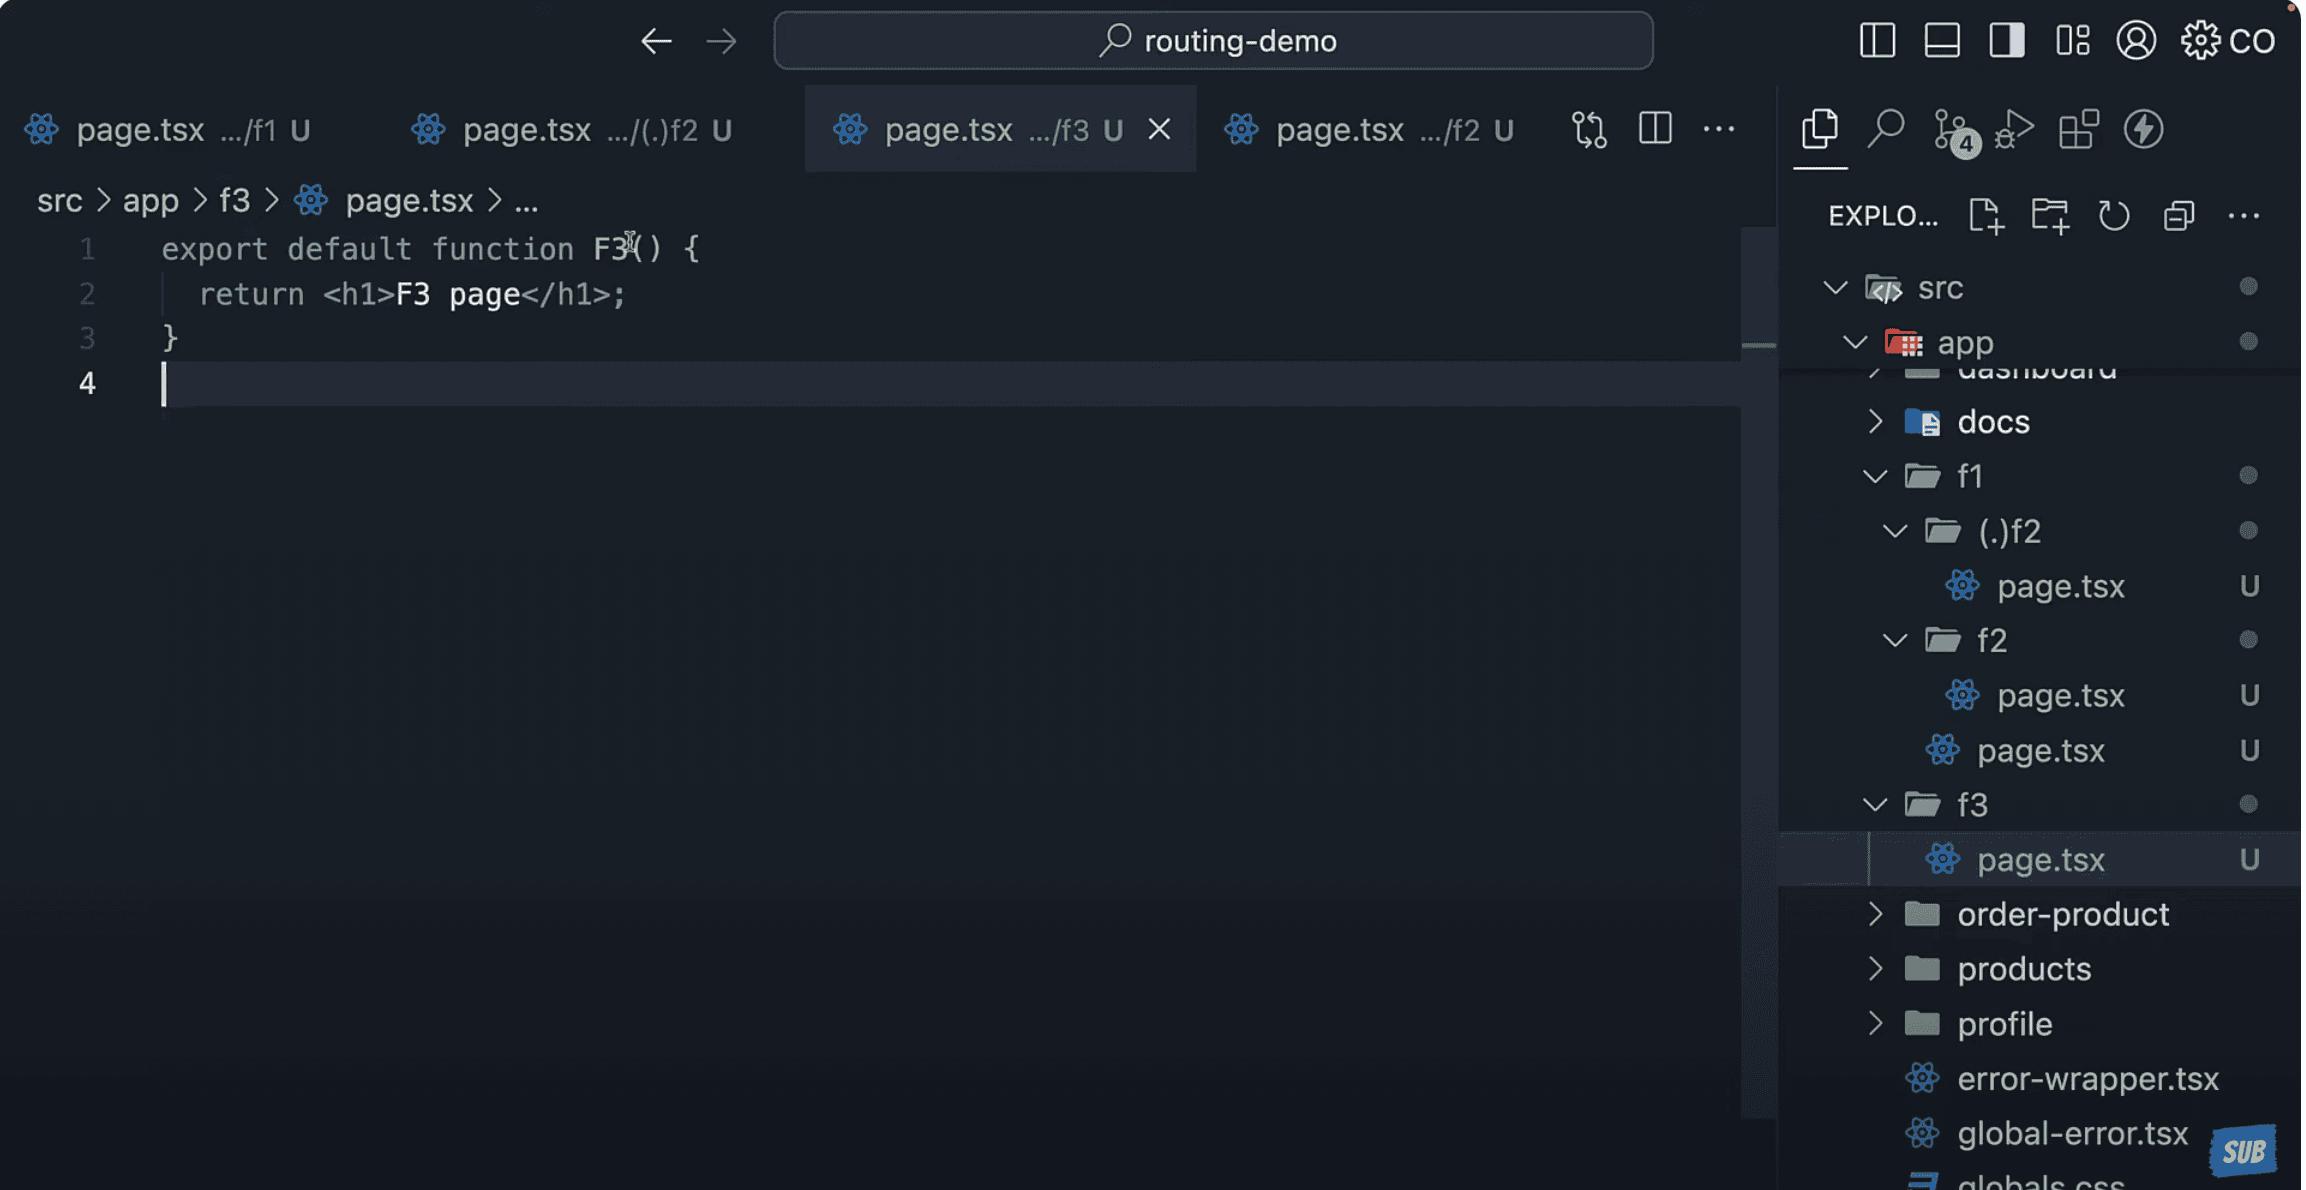 routing-demo
CO
page.tsx .../f1 U
page.tsx .../(.)f2 U
page.tsx .../f3 U
page.tsx .../f2 U
4
src > app > f3 > page.tsx > ...
EXPLO...
1 export default function F3() {
2 return <h1>F3 page</h1>;
3 }
4
src
app
dashboard
docs
f1
(.)f2
page.tsx U
f2
page.tsx U
page.tsx U
f3
page.tsx U
order-product
products
profile
error-wrapper.tsx
global-error.tsx
globals.css
SUB